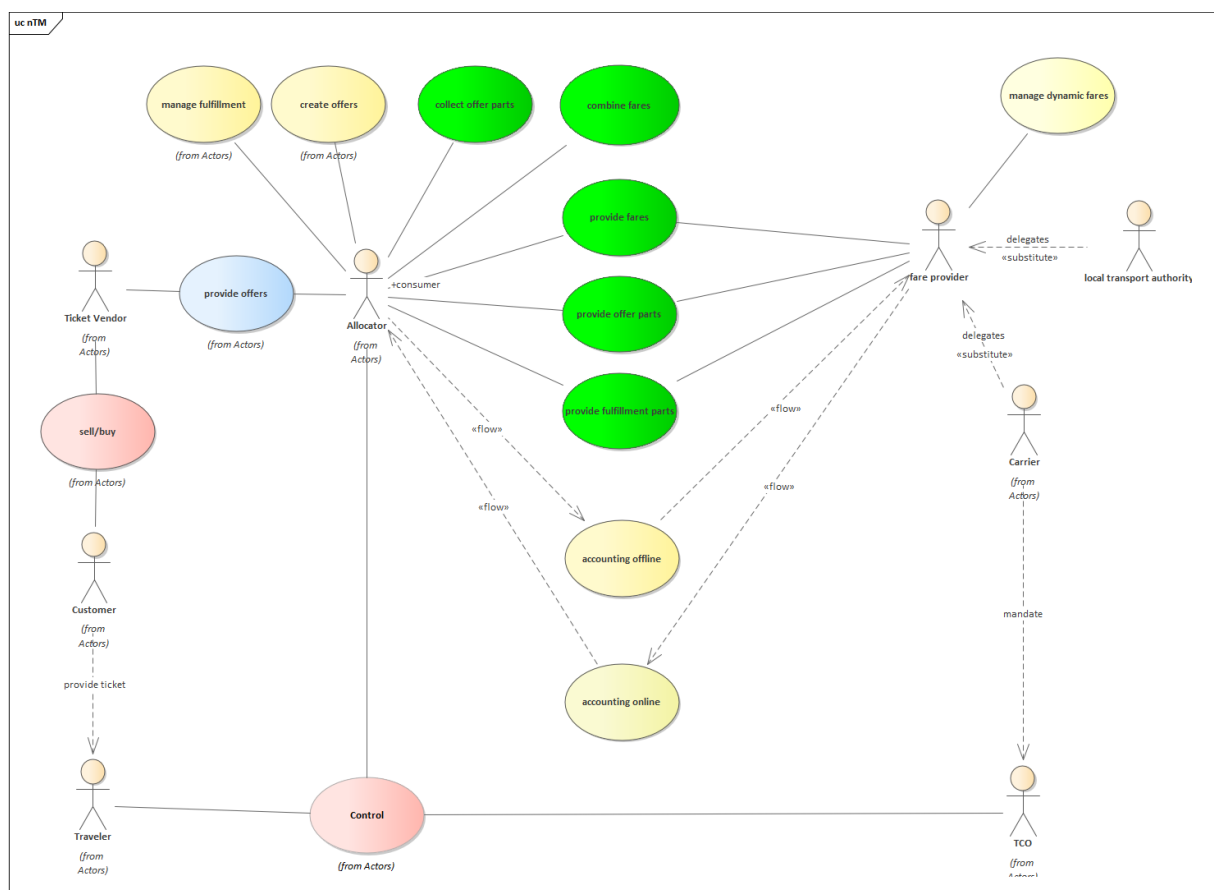 uc nTM
manage fulfillment
(from Actors)
create offers
(from Actors)
collect offer parts
combine fares
manage dynamic fares
provide fares
delegates
«substitute»
fare provider
local transport authority
+consumer
Ticket Vendor
(from
Actors)
provide offers
(from Actors)
Allocator
(from
Actors)
provide offer parts
delegates
«substitute»
provide fulfillment parts
sell/buy
(from Actors)
«flow»
«flow»
Carrier
(from
Actors)
«flow»
«flow»
accounting offline
Customer
(from
Actors)
mandate
provide ticket
accounting online
Traveler
(from
Actors)
Control
(from Actors)
TCO
(from
Actors)